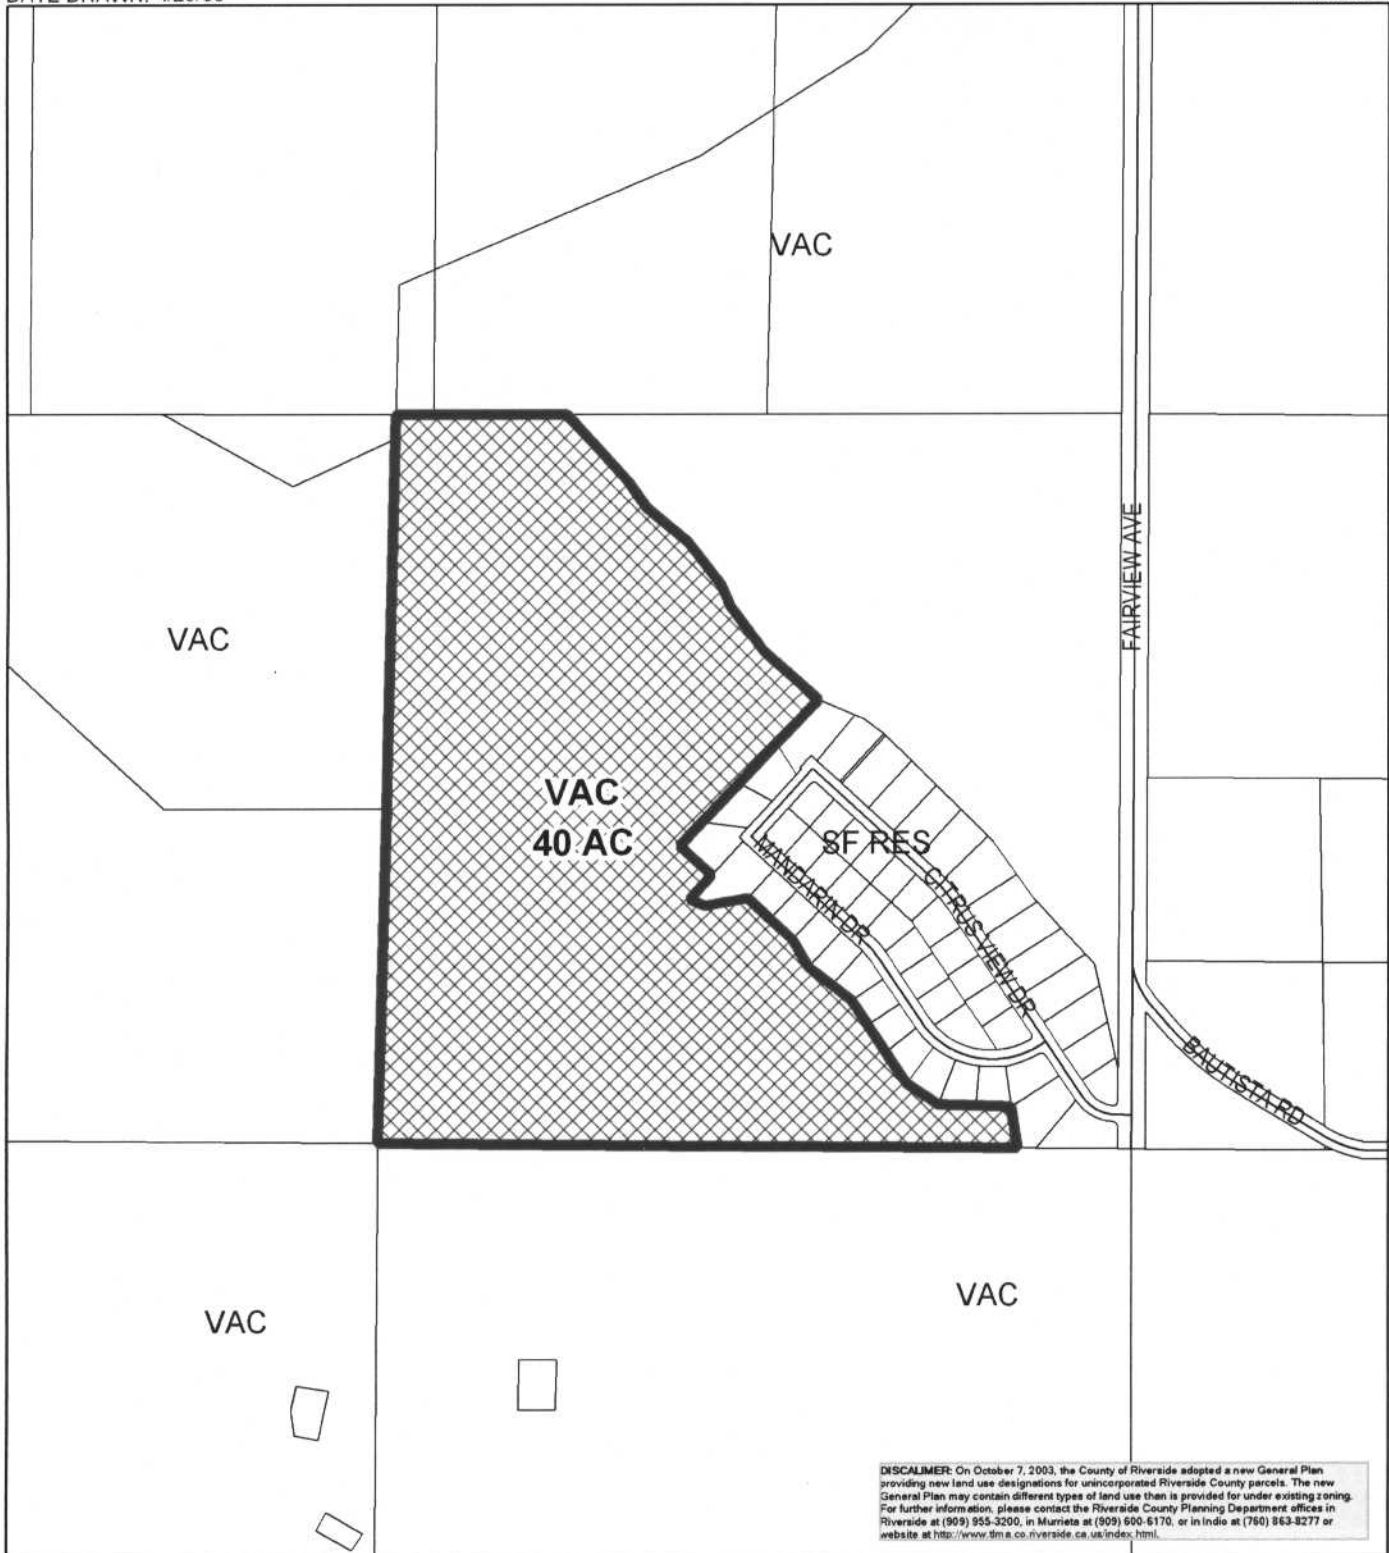 VAC
FAIRVIEW AVE
VAC
VAC
40 AC
SF RES
MANDARIN DR
CITRUS VIEW DR
BAUTISTA RD
VAC
VAC
DISCALIMER: On October 7, 2003, the County of Riverside adopted a new General Plan
providing new land use designations for unincorporated Riverside County parcels. The new
General Plan may contain different types of land use than is provided for under existing zoning.
For further information, please contact the Riverside County Planning Department offices in
Riverside at (909) 955-3200, in Murrieta at (909) 600-6170, or in Indio at (760) 863-8277 or
website at http://www.tlma.co.riverside.ca.us/index.html.